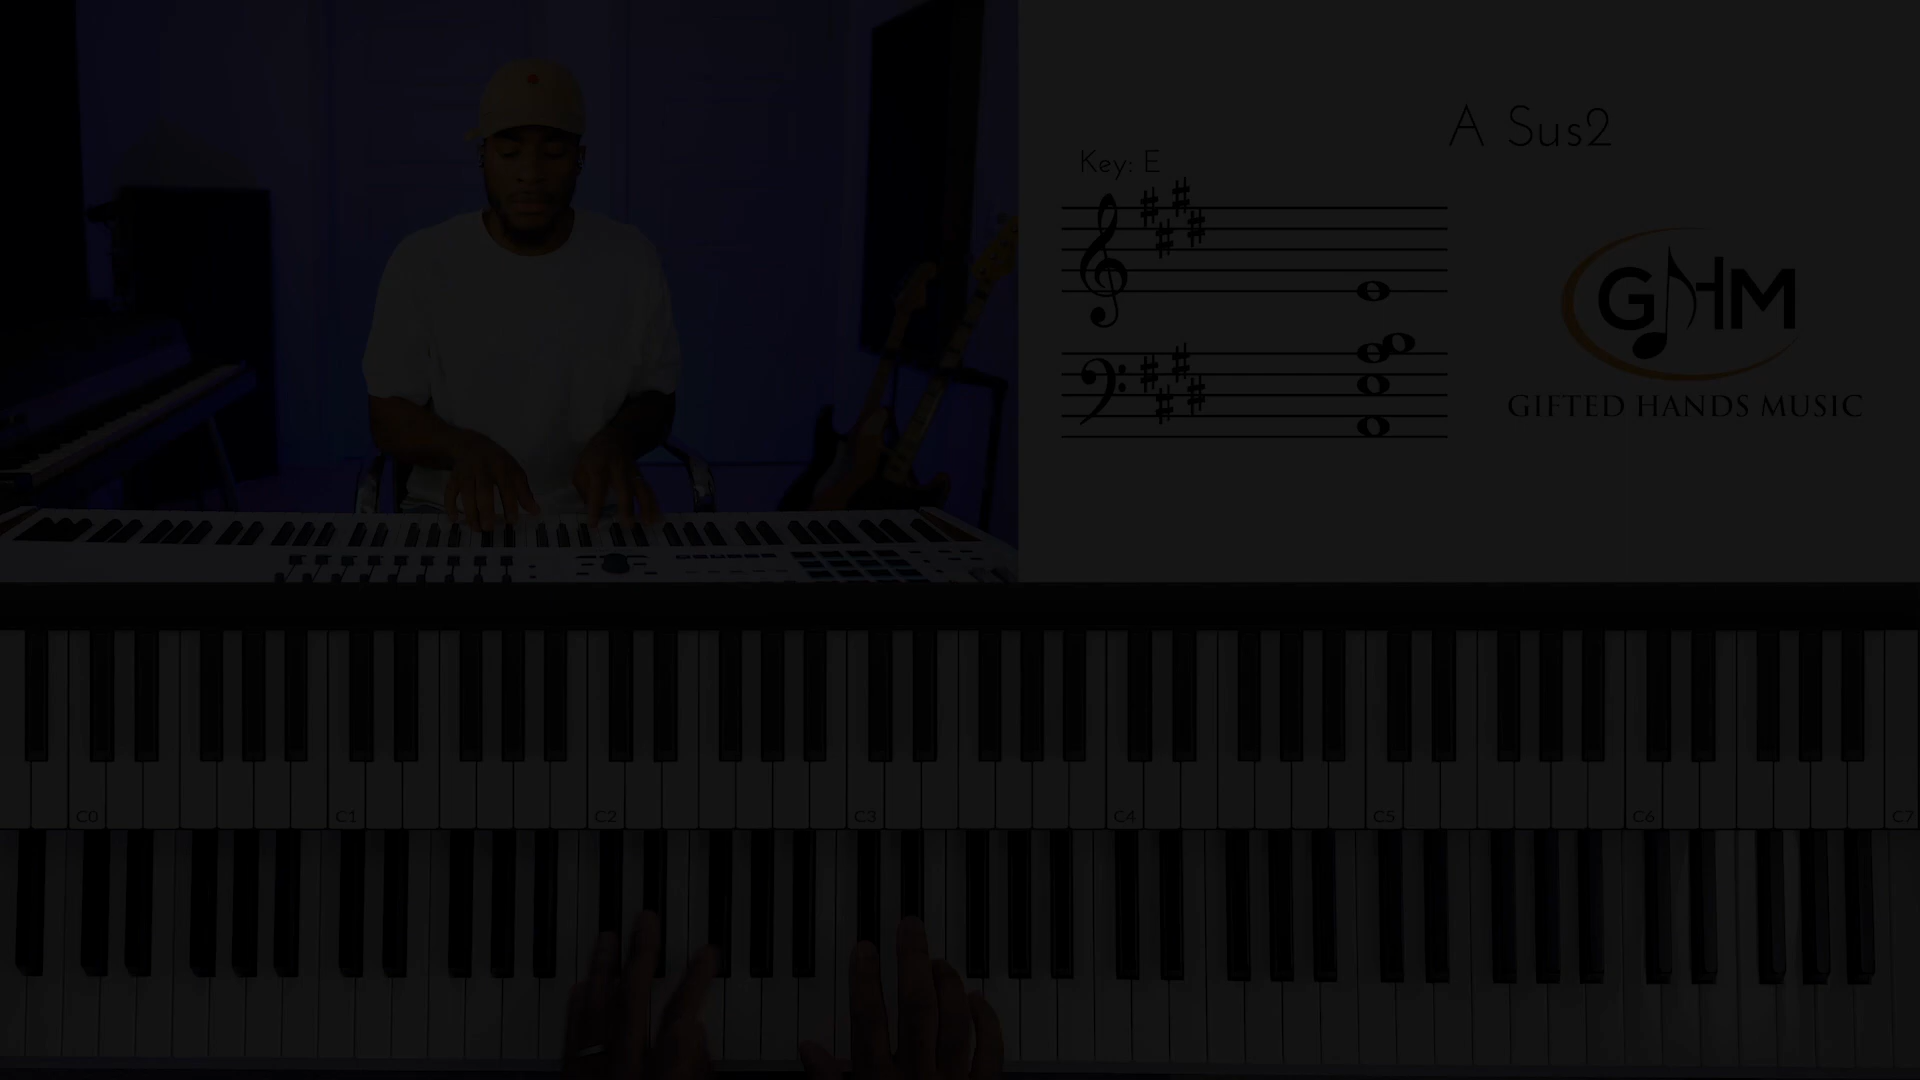 A Sus2
Key: E
GHM
GIFTED HANDS MUSIC
C0 C1 C2 C3 C4 C5 C6 C7